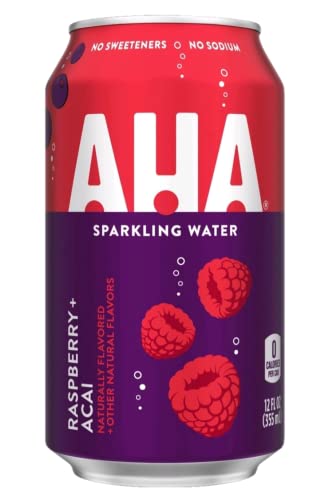 NO SWEETENERS • NO SODIUM
AHA®
SPARKLING WATER
RASPBERRY +
ACAI
NATURALLY FLAVORED
+ OTHER NATURAL FLAVORS
0
CALORIES
PER CAN
12 FL OZ
(355 mL)